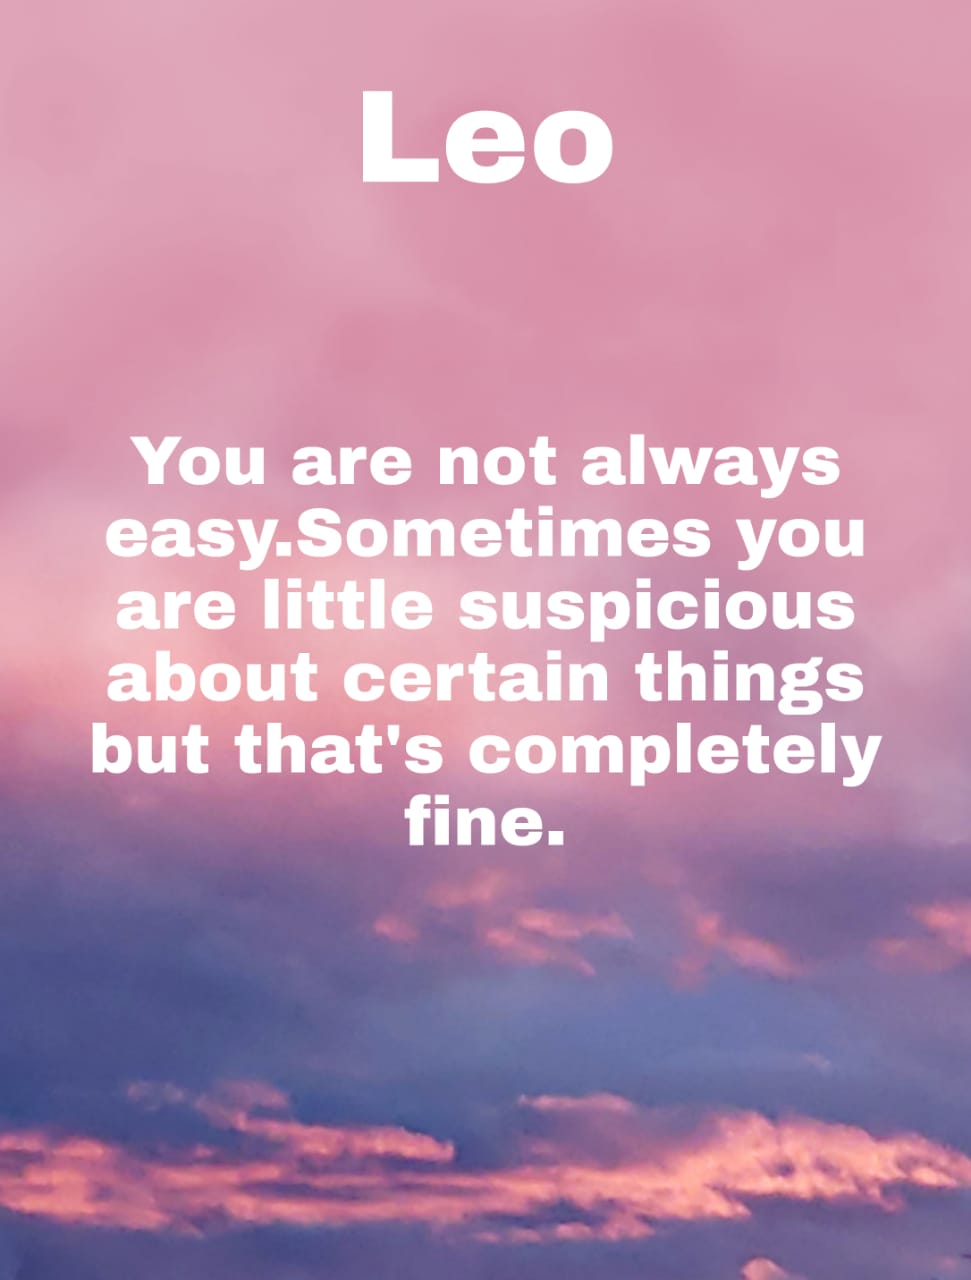 Leo
You are not always
easy.Sometimes you
are little suspicious
about certain things
but that's completely
fine.